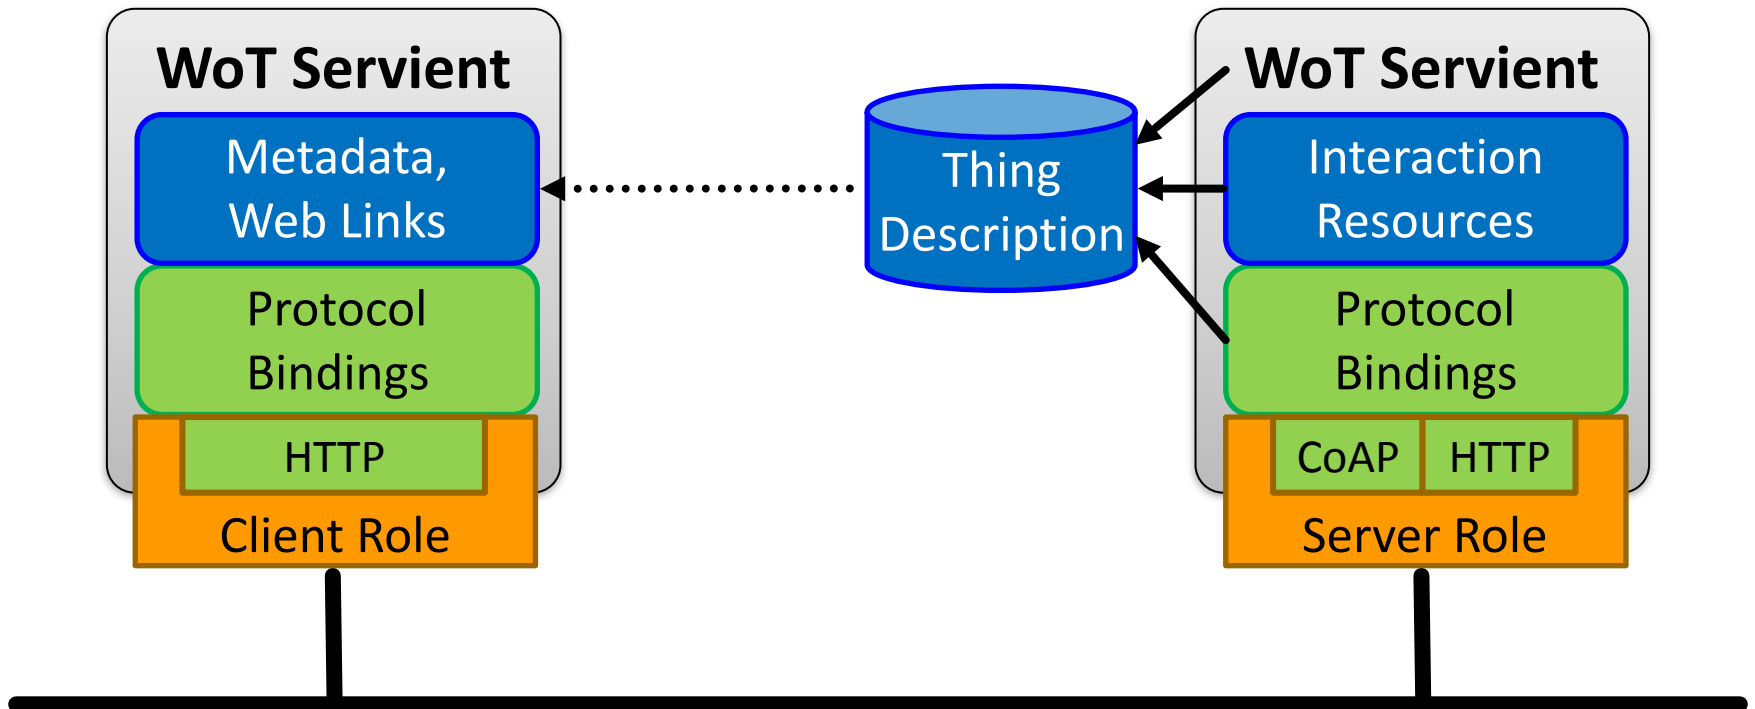 WoT Servient
Metadata,
Web Links
Protocol
Bindings
HTTP
Client Role
Thing
Description
WoT Servient
Interaction
Resources
Protocol
Bindings
CoAP
HTTP
Server Role